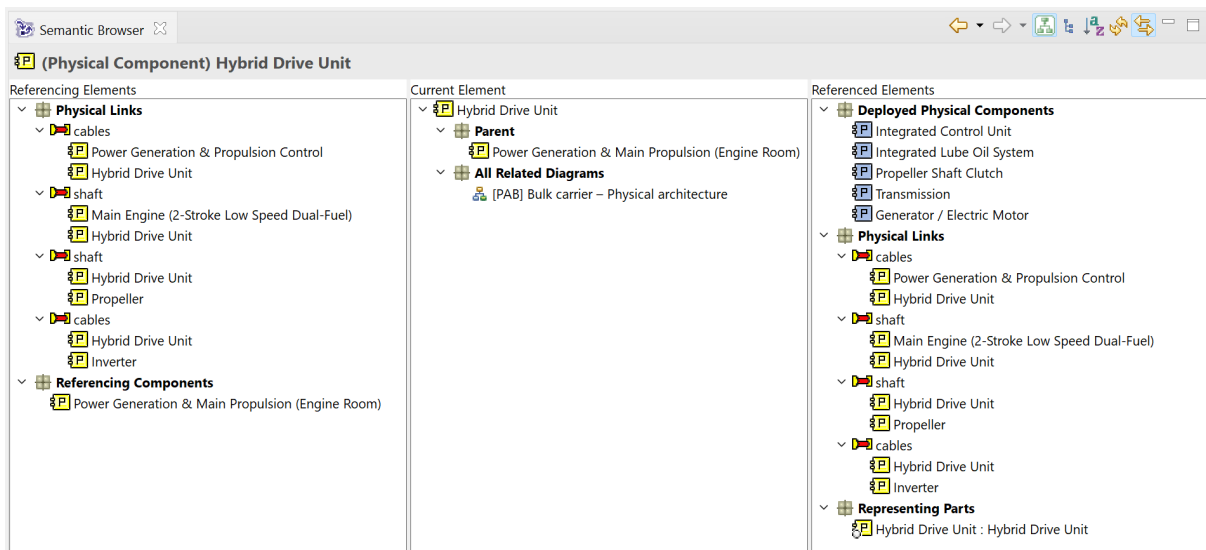 Semantic Browser
(Physical Component) Hybrid Drive Unit
Referencing Elements
Physical Links
cables
Power Generation & Propulsion Control
Hybrid Drive Unit
shaft
Main Engine (2-Stroke Low Speed Dual-Fuel)
Hybrid Drive Unit
shaft
Hybrid Drive Unit
Propeller
cables
Hybrid Drive Unit
Inverter
Referencing Components
Power Generation & Main Propulsion (Engine Room)
Current Element
Hybrid Drive Unit
Parent
Power Generation & Main Propulsion (Engine Room)
All Related Diagrams
[PAB] Bulk carrier – Physical architecture
Referenced Elements
Deployed Physical Components
Integrated Control Unit
Integrated Lube Oil System
Propeller Shaft Clutch
Transmission
Generator / Electric Motor
Physical Links
cables
Power Generation & Propulsion Control
Hybrid Drive Unit
shaft
Main Engine (2-Stroke Low Speed Dual-Fuel)
Hybrid Drive Unit
shaft
Hybrid Drive Unit
Propeller
cables
Hybrid Drive Unit
Inverter
Representing Parts
Hybrid Drive Unit : Hybrid Drive Unit